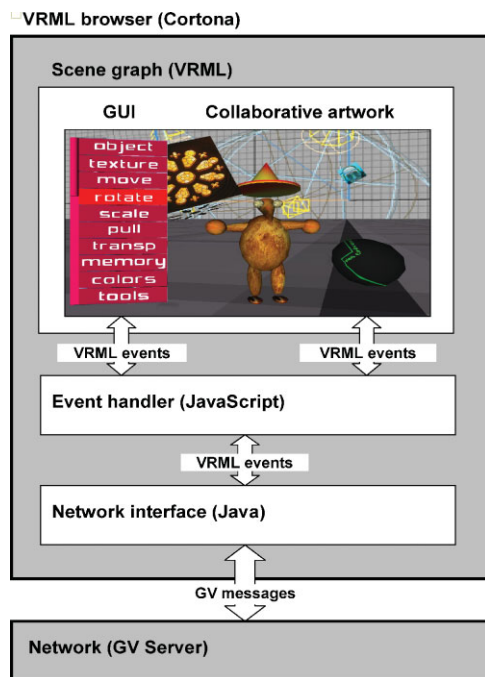 VRML browser (Cortona)
Scene graph (VRML)
GUI Collaborative artwork
object
texture
move
rotate
scale
pull
transp
memory
colors
tools
VRML events VRML events
Event handler (JavaScript)
VRML events
Network interface (Java)
GV messages
Network (GV Server)